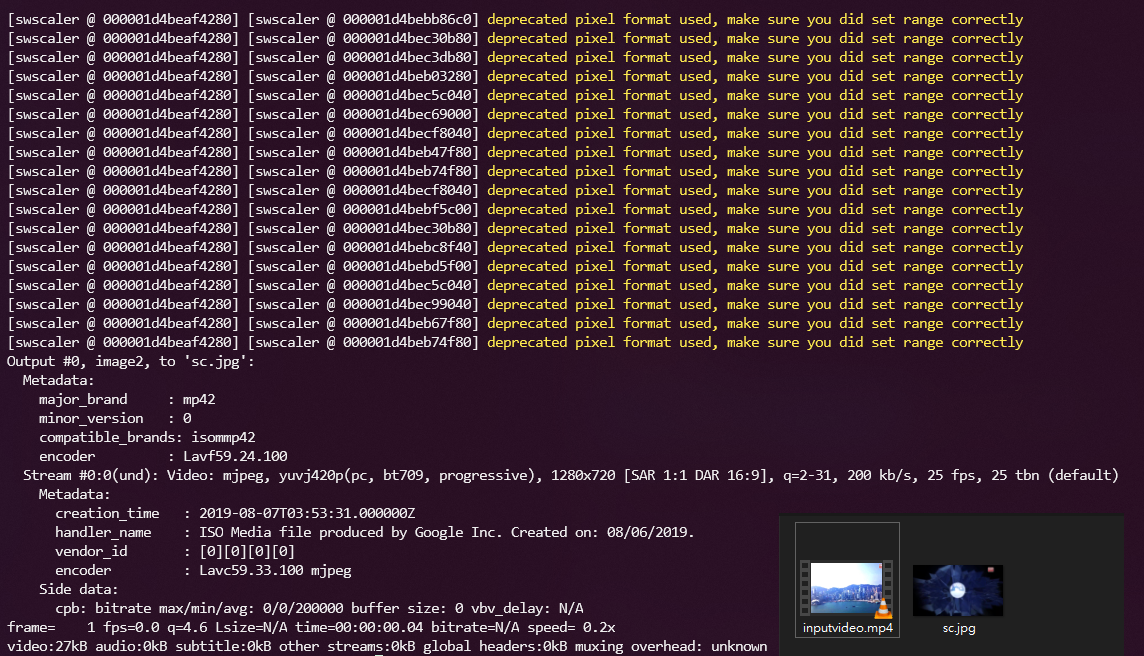 [swscaler @ 000001d4beaf4280] [swscaler @ 000001d4bebb86c0] deprecated pixel format used, make sure you did set range correctly
[swscaler @ 000001d4beaf4280] [swscaler @ 000001d4bec30b80] deprecated pixel format used, make sure you did set range correctly
[swscaler @ 000001d4beaf4280] [swscaler @ 000001d4bec3db80] deprecated pixel format used, make sure you did set range correctly
[swscaler @ 000001d4beaf4280] [swscaler @ 000001d4beb03280] deprecated pixel format used, make sure you did set range correctly
[swscaler @ 000001d4beaf4280] [swscaler @ 000001d4bec5c040] deprecated pixel format used, make sure you did set range correctly
[swscaler @ 000001d4beaf4280] [swscaler @ 000001d4bec69000] deprecated pixel format used, make sure you did set range correctly
[swscaler @ 000001d4beaf4280] [swscaler @ 000001d4becf8040] deprecated pixel format used, make sure you did set range correctly
[swscaler @ 000001d4beaf4280] [swscaler @ 000001d4beb47f80] deprecated pixel format used, make sure you did set range correctly
[swscaler @ 000001d4beaf4280] [swscaler @ 000001d4beb74f80] deprecated pixel format used, make sure you did set range correctly
[swscaler @ 000001d4beaf4280] [swscaler @ 000001d4becf8040] deprecated pixel format used, make sure you did set range correctly
[swscaler @ 000001d4beaf4280] [swscaler @ 000001d4bebf5c00] deprecated pixel format used, make sure you did set range correctly
[swscaler @ 000001d4beaf4280] [swscaler @ 000001d4bec30b80] deprecated pixel format used, make sure you did set range correctly
[swscaler @ 000001d4beaf4280] [swscaler @ 000001d4bebc8f40] deprecated pixel format used, make sure you did set range correctly
[swscaler @ 000001d4beaf4280] [swscaler @ 000001d4bebd5f00] deprecated pixel format used, make sure you did set range correctly
[swscaler @ 000001d4beaf4280] [swscaler @ 000001d4bec5c040] deprecated pixel format used, make sure you did set range correctly
[swscaler @ 000001d4beaf4280] [swscaler @ 000001d4bec99040] deprecated pixel format used, make sure you did set range correctly
[swscaler @ 000001d4beaf4280] [swscaler @ 000001d4beb67f80] deprecated pixel format used, make sure you did set range correctly
[swscaler @ 000001d4beaf4280] [swscaler @ 000001d4beb74f80] deprecated pixel format used, make sure you did set range correctly
Output #0, image2, to 'sc.jpg':
  Metadata:
    major_brand     : mp42
    minor_version   : 0
    compatible_brands: isommp42
    encoder         : Lavf59.24.100
  Stream #0:0(und): Video: mjpeg, yuvj420p(pc, bt709, progressive), 1280x720 [SAR 1:1 DAR 16:9], q=2-31, 200 kb/s, 25 fps, 25 tbn (default)
    Metadata:
      creation_time   : 2019-08-07T03:53:31.000000Z
      handler_name    : ISO Media file produced by Google Inc. Created on: 08/06/2019.
      vendor_id       : [0][0][0][0]
      encoder         : Lavc59.33.100 mjpeg
    Side data:
      cpb: bitrate max/min/avg: 0/0/200000 buffer size: 0 vbv_delay: N/A
frame=    1 fps=0.0 q=4.6 Lsize=N/A time=00:00:00.04 bitrate=N/A speed= 0.2x
video:27kB audio:0kB subtitle:0kB other streams:0kB global headers:0kB muxing overhead: unknown
inputvideo.mp4
sc.jpg